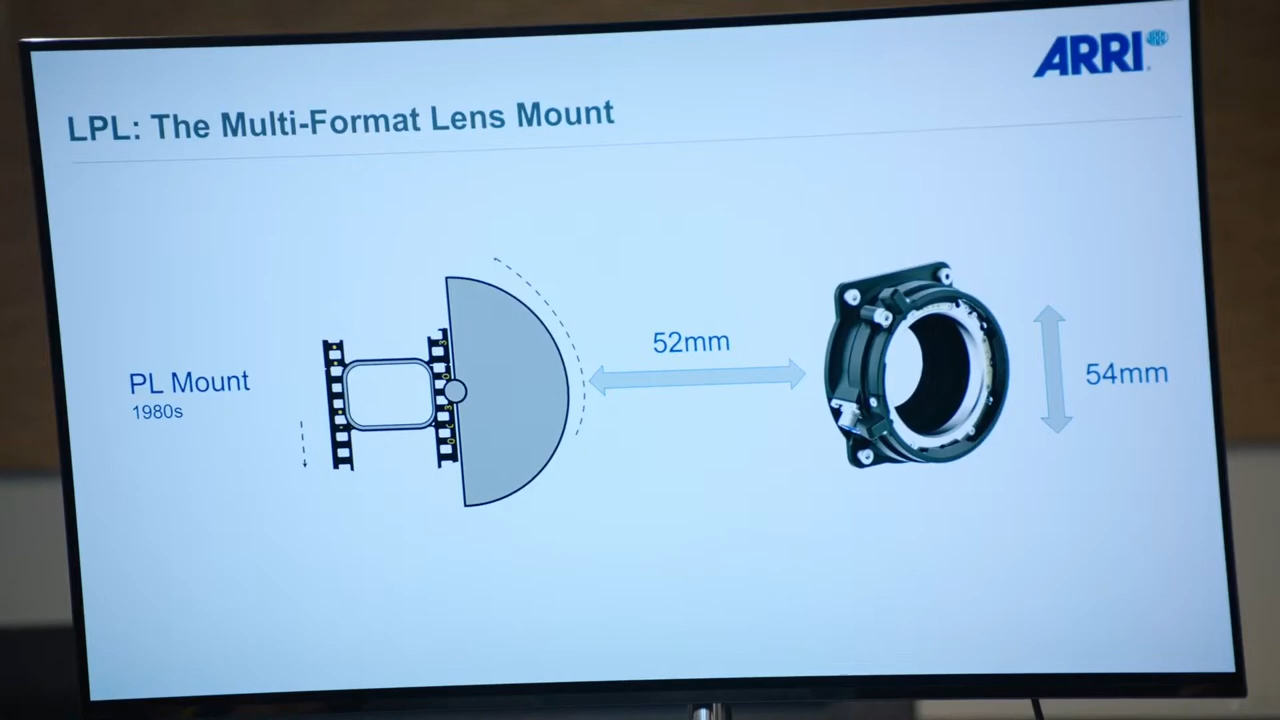 ARRI
LPL: The Multi-Format Lens Mount
52mm
PL Mount
1980s
54mm